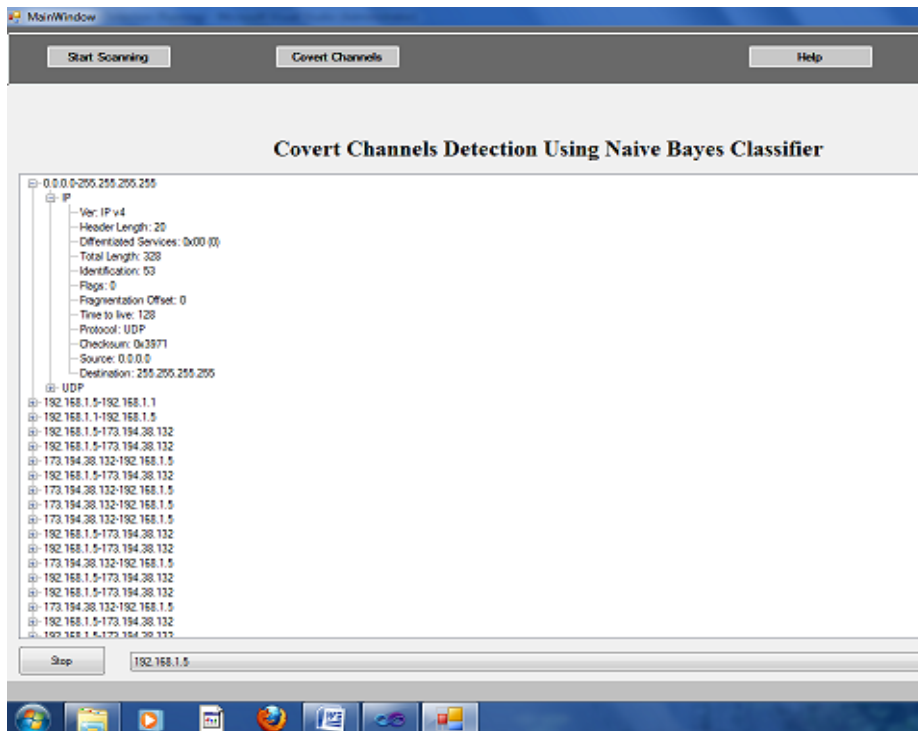 MainWindow
Start Scanning
Covert Channels
Help
Covert Channels Detection Using Naive Bayes Classifier
0.0.0.0-255.255.255.255
IP
Ver: IP v4
Header Length: 20
Differntiated Services: 0x00 (0)
Total Length: 328
Identification: 53
Flags: 0
Fragmentation Offset: 0
Time to live: 128
Protocol: UDP
Checksum: 0x3971
Source: 0.0.0.0
Destination: 255.255.255.255
UDP
192.168.1.5-192.168.1.1
192.168.1.1-192.168.1.5
192.168.1.5-173.194.38.132
192.168.1.5-173.194.38.132
173.194.38.132-192.168.1.5
192.168.1.5-173.194.38.132
173.194.38.132-192.168.1.5
173.194.38.132-192.168.1.5
173.194.38.132-192.168.1.5
192.168.1.5-173.194.38.132
192.168.1.5-173.194.38.132
173.194.38.132-192.168.1.5
192.168.1.5-173.194.38.132
192.168.1.5-173.194.38.132
173.194.38.132-192.168.1.5
192.168.1.5-173.194.38.132
192.168.1.5-173.194.38.132
Stop
192.168.1.5